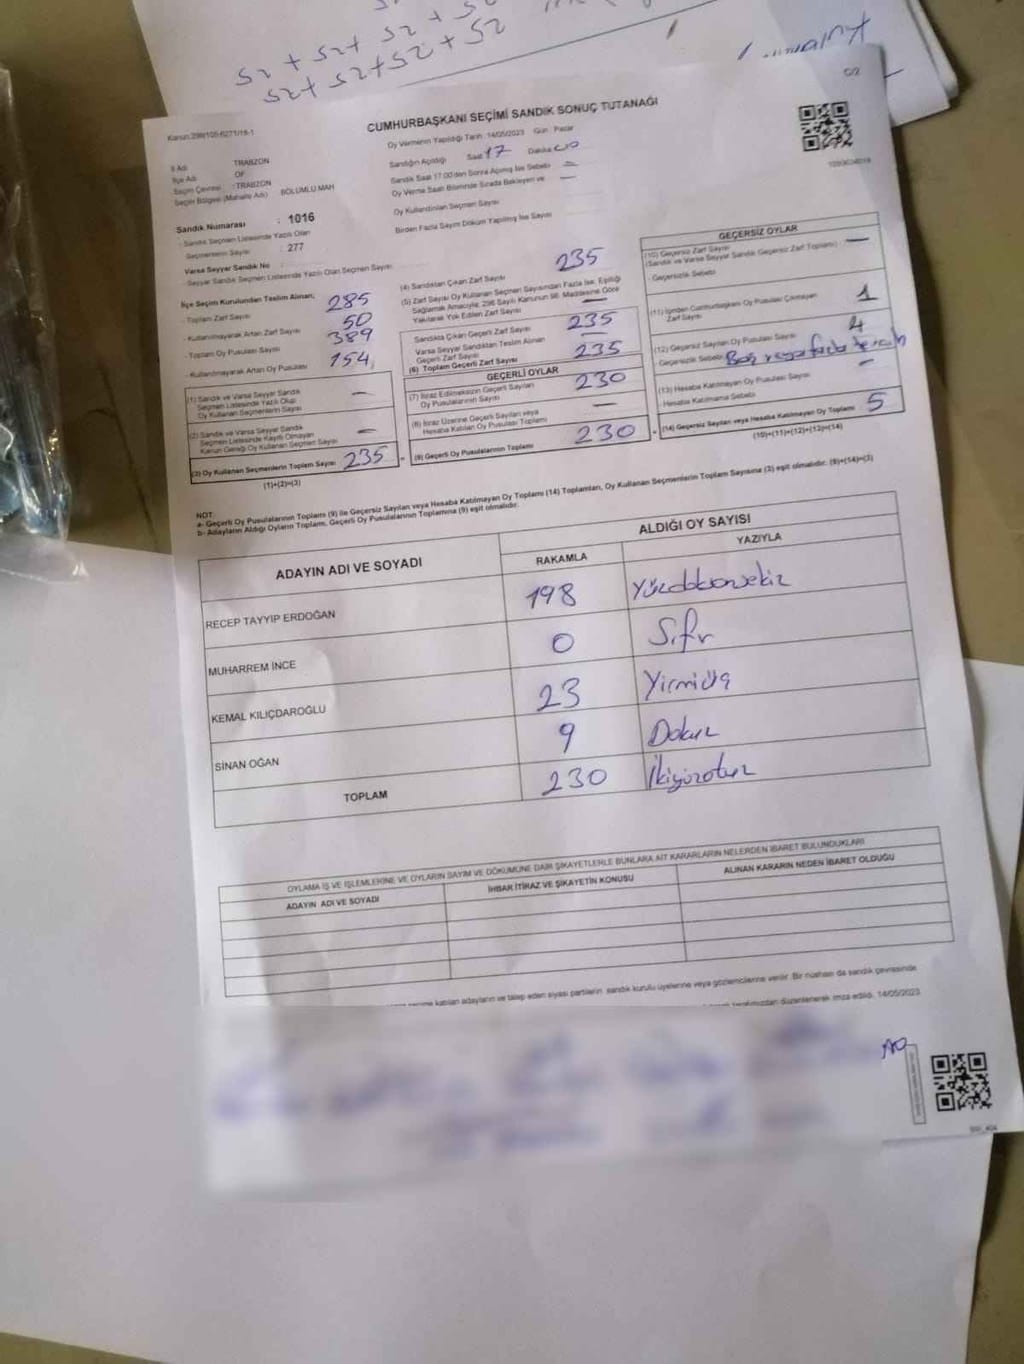 52 + 52 + 52 + 52
52 + 52 + 52 + 52
C/2
Kanun:298/105-6271/16-1
CUMHURBAŞKANI SEÇİMİ SANDIK SONUÇ TUTANAĞI
Oy Vermenin Yapıldığı Tarih :14/05/2023 Gün : Pazar
İl Adı : TRABZON
İlçe Adı : OF
Seçim Çevresi : TRABZON
Seçim Bölgesi (Mahalle Adı) : BÖLÜMLÜ MAH
Sandığın Açıldığı Saat 17 Dakika 00
Sandık Saat 17:00'den Sonra Açılmış İse Sebebi
Oy Verme Saati Bitiminde Sırada Bekleyen ve
Oy Kullandırılan Seçmen Sayısı
Birden Fazla Sayım Döküm Yapılmış İse Sayısı
Sandık Numarası : 1016
- Sandık Seçmen Listesinde Yazılı Olan
Seçmenlerin Sayısı : 277
Varsa Seyyar Sandık No
- Seyyar Sandık Seçmen Listesinde Yazılı Olan Seçmen Sayısı
İlçe Seçim Kurulundan Teslim Alınan;
- Toplam Zarf Sayısı 285
- Kullanılmayarak Artan Zarf Sayısı 50
- Toplam Oy Pusulası Sayısı 389
- Kullanılmayarak Artan Oy Pusulası 154
(1) Sandık ve Varsa Seyyar Sandık
Seçmen Listesinde Yazılı Olup
Oy Kullanan Seçmenlerin Sayısı —
(2) Sandık ve Varsa Seyyar Sandık
Seçmen Listesinde Kayıtlı Olmayan
Kanun Gereği Oy Kullanan Seçmen Sayısı —
(3) Oy Kullanan Seçmenlerin Toplam Sayısı 235
(1)+(2)=(3)
(4) Sandıktan Çıkan Zarf Sayısı 235
(5) Zarf Sayısı Oy Kullanan Seçmen Sayısından Fazla İse, Eşitliği
Sağlamak Amacıyla; 298 Sayılı Kanunun 98. Maddesine Göre
Yakılarak Yok Edilen Zarf Sayısı —
Sandıkta Çıkan Geçerli Zarf Sayısı 235
Varsa Seyyar Sandıktan Teslim Alınan
Geçerli Zarf Sayısı —
(6) Toplam Geçerli Zarf Sayısı 235
GEÇERLİ OYLAR
(7) İtiraz Edilmeksizin Geçerli Sayılan
Oy Pusulalarının Sayısı 230
(8) İtiraz Üzerine Geçerli Sayılan veya
Hesaba Katılan Oy Pusulası Toplamı —
(9) Geçerli Oy Pusulalarının Toplamı 230
GEÇERSİZ OYLAR
(10) Geçersiz Zarf Sayısı
(Sandık ve Varsa Seyyar Sandık Geçersiz Zarf Toplamı) —
- Geçersizlik Sebebi
(11) İçinden Cumhurbaşkanı Oy Pusulası Çıkmayan
Zarf Sayısı 1
(12) Geçersiz Sayılan Oy Pusulası Sayısı 4
- Geçersizlik Sebebi Boş veya fazla tercih
(13) Hesaba Katılmayan Oy Pusulası Sayısı —
- Hesaba Katılmama Sebebi
(14) Geçersiz Sayılan veya Hesaba Katılmayan Oy Toplamı 5
(10)+(11)+(12)+(13)=(14)
NOT:
a- Geçerli Oy Pusulalarının Toplamı (9) ile Geçersiz Sayılan veya Hesaba Katılmayan Oy Toplamı (14) Toplamları, Oy Kullanan Seçmenlerin Toplam Sayısına (3) eşit olmalıdır. (9)+(14)=(3)
b- Adayların Aldığı Oyların Toplamı, Geçerli Oy Pusulalarının Toplamına (9) eşit olmalıdır.
ADAYIN ADI VE SOYADI
ALDIĞI OY SAYISI
RAKAMLA YAZIYLA
RECEP TAYYIP ERDOĞAN 198 Yüzdoksansekiz
MUHARREM İNCE 0 Sıfır
KEMAL KILIÇDAROĞLU 23 Yirmiüç
SİNAN OĞAN 9 Dokuz
TOPLAM 230 İkiyüzotuz
OYLAMA İŞ VE İŞLEMLERİNE VE OYLARIN SAYIM VE DÖKÜMÜNE DAİR ŞİKAYETLERLE BUNLARA AİT KARARLARIN NELERDEN İBARET BULUNDUKLARI
ADAYIN ADI VE SOYADI
İHBAR İTİRAZ VE ŞİKAYETİN KONUSU
ALINAN KARARIN NEDEN İBARET OLDUĞU
katılan adayların ve talep eden siyasi partilerin sandık kurulu üyelerine veya gözlemcilerine verilir. Bir nüshası da sandık çevresinde
tarafımızdan düzenlenerek imza edildi. 14/05/2023